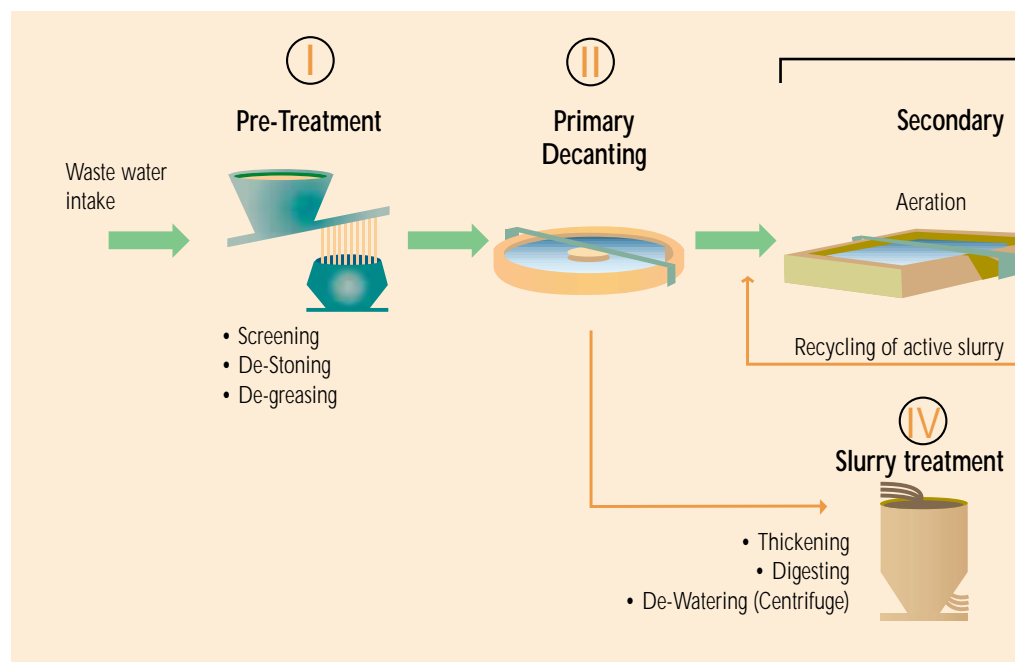 I
Pre-Treatment
Waste water
intake
• Screening
• De-Stoning
• De-greasing
II
Primary
Decanting
Secondary
Aeration
Recycling of active slurry
IV
Slurry treatment
• Thickening
• Digesting
• De-Watering (Centrifuge)